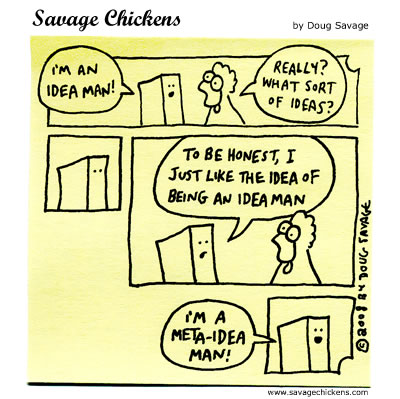 Savage Chickens
by Doug Savage
I'M AN
IDEA MAN!
REALLY?
WHAT SORT
OF IDEAS?
TO BE HONEST, I
JUST LIKE THE IDEA OF
BEING AN IDEA MAN
I'M A
META-IDEA
MAN!
©2008 BY DOUG SAVAGE
www.savagechickens.com